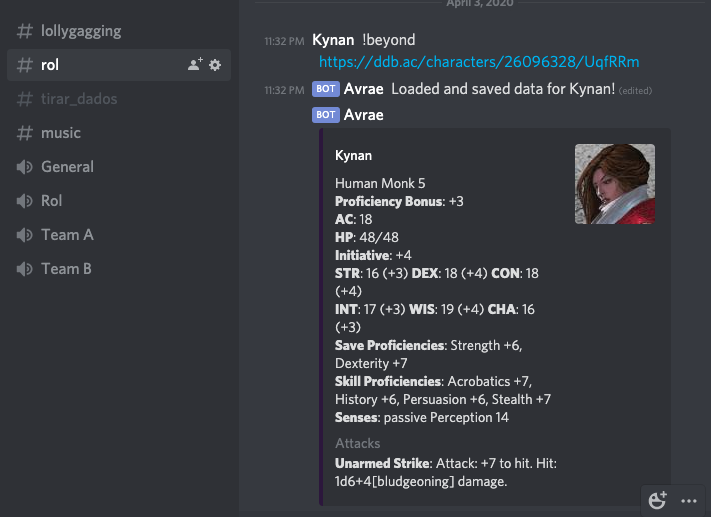 lollygagging
rol
tirar_dados
music
General
Rol
Team A
Team B
April 3, 2020
11:32 PM Kynan !beyond
https://ddb.ac/characters/26096328/UqfRRm
11:32 PM BOT Avrae Loaded and saved data for Kynan! (edited)
BOT Avrae
Kynan
Human Monk 5
Proficiency Bonus: +3
AC: 18
HP: 48/48
Initiative: +4
STR: 16 (+3) DEX: 18 (+4) CON: 18
(+4)
INT: 17 (+3) WIS: 19 (+4) CHA: 16
(+3)
Save Proficiencies: Strength +6,
Dexterity +7
Skill Proficiencies: Acrobatics +7,
History +6, Persuasion +6, Stealth +7
Senses: passive Perception 14
Attacks
Unarmed Strike: Attack: +7 to hit. Hit:
1d6+4[bludgeoning] damage.